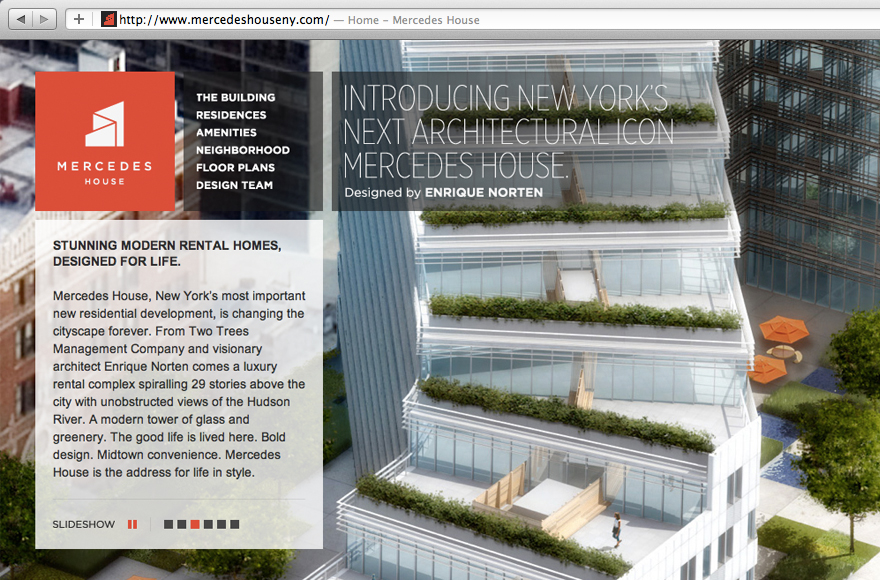 http://www.mercedeshouseny.com/ — Home – Mercedes House
MERCEDES
HOUSE
THE BUILDING
RESIDENCES
AMENITIES
NEIGHBORHOOD
FLOOR PLANS
DESIGN TEAM
INTRODUCING NEW YORK'S
NEXT ARCHITECTURAL ICON
MERCEDES HOUSE.
Designed by ENRIQUE NORTEN
STUNNING MODERN RENTAL HOMES,
DESIGNED FOR LIFE.
Mercedes House, New York's most important
new residential development, is changing the
cityscape forever. From Two Trees
Management Company and visionary
architect Enrique Norten comes a luxury
rental complex spiralling 29 stories above the
city with unobstructed views of the Hudson
River. A modern tower of glass and
greenery. The good life is lived here. Bold
design. Midtown convenience. Mercedes
House is the address for life in style.
SLIDESHOW